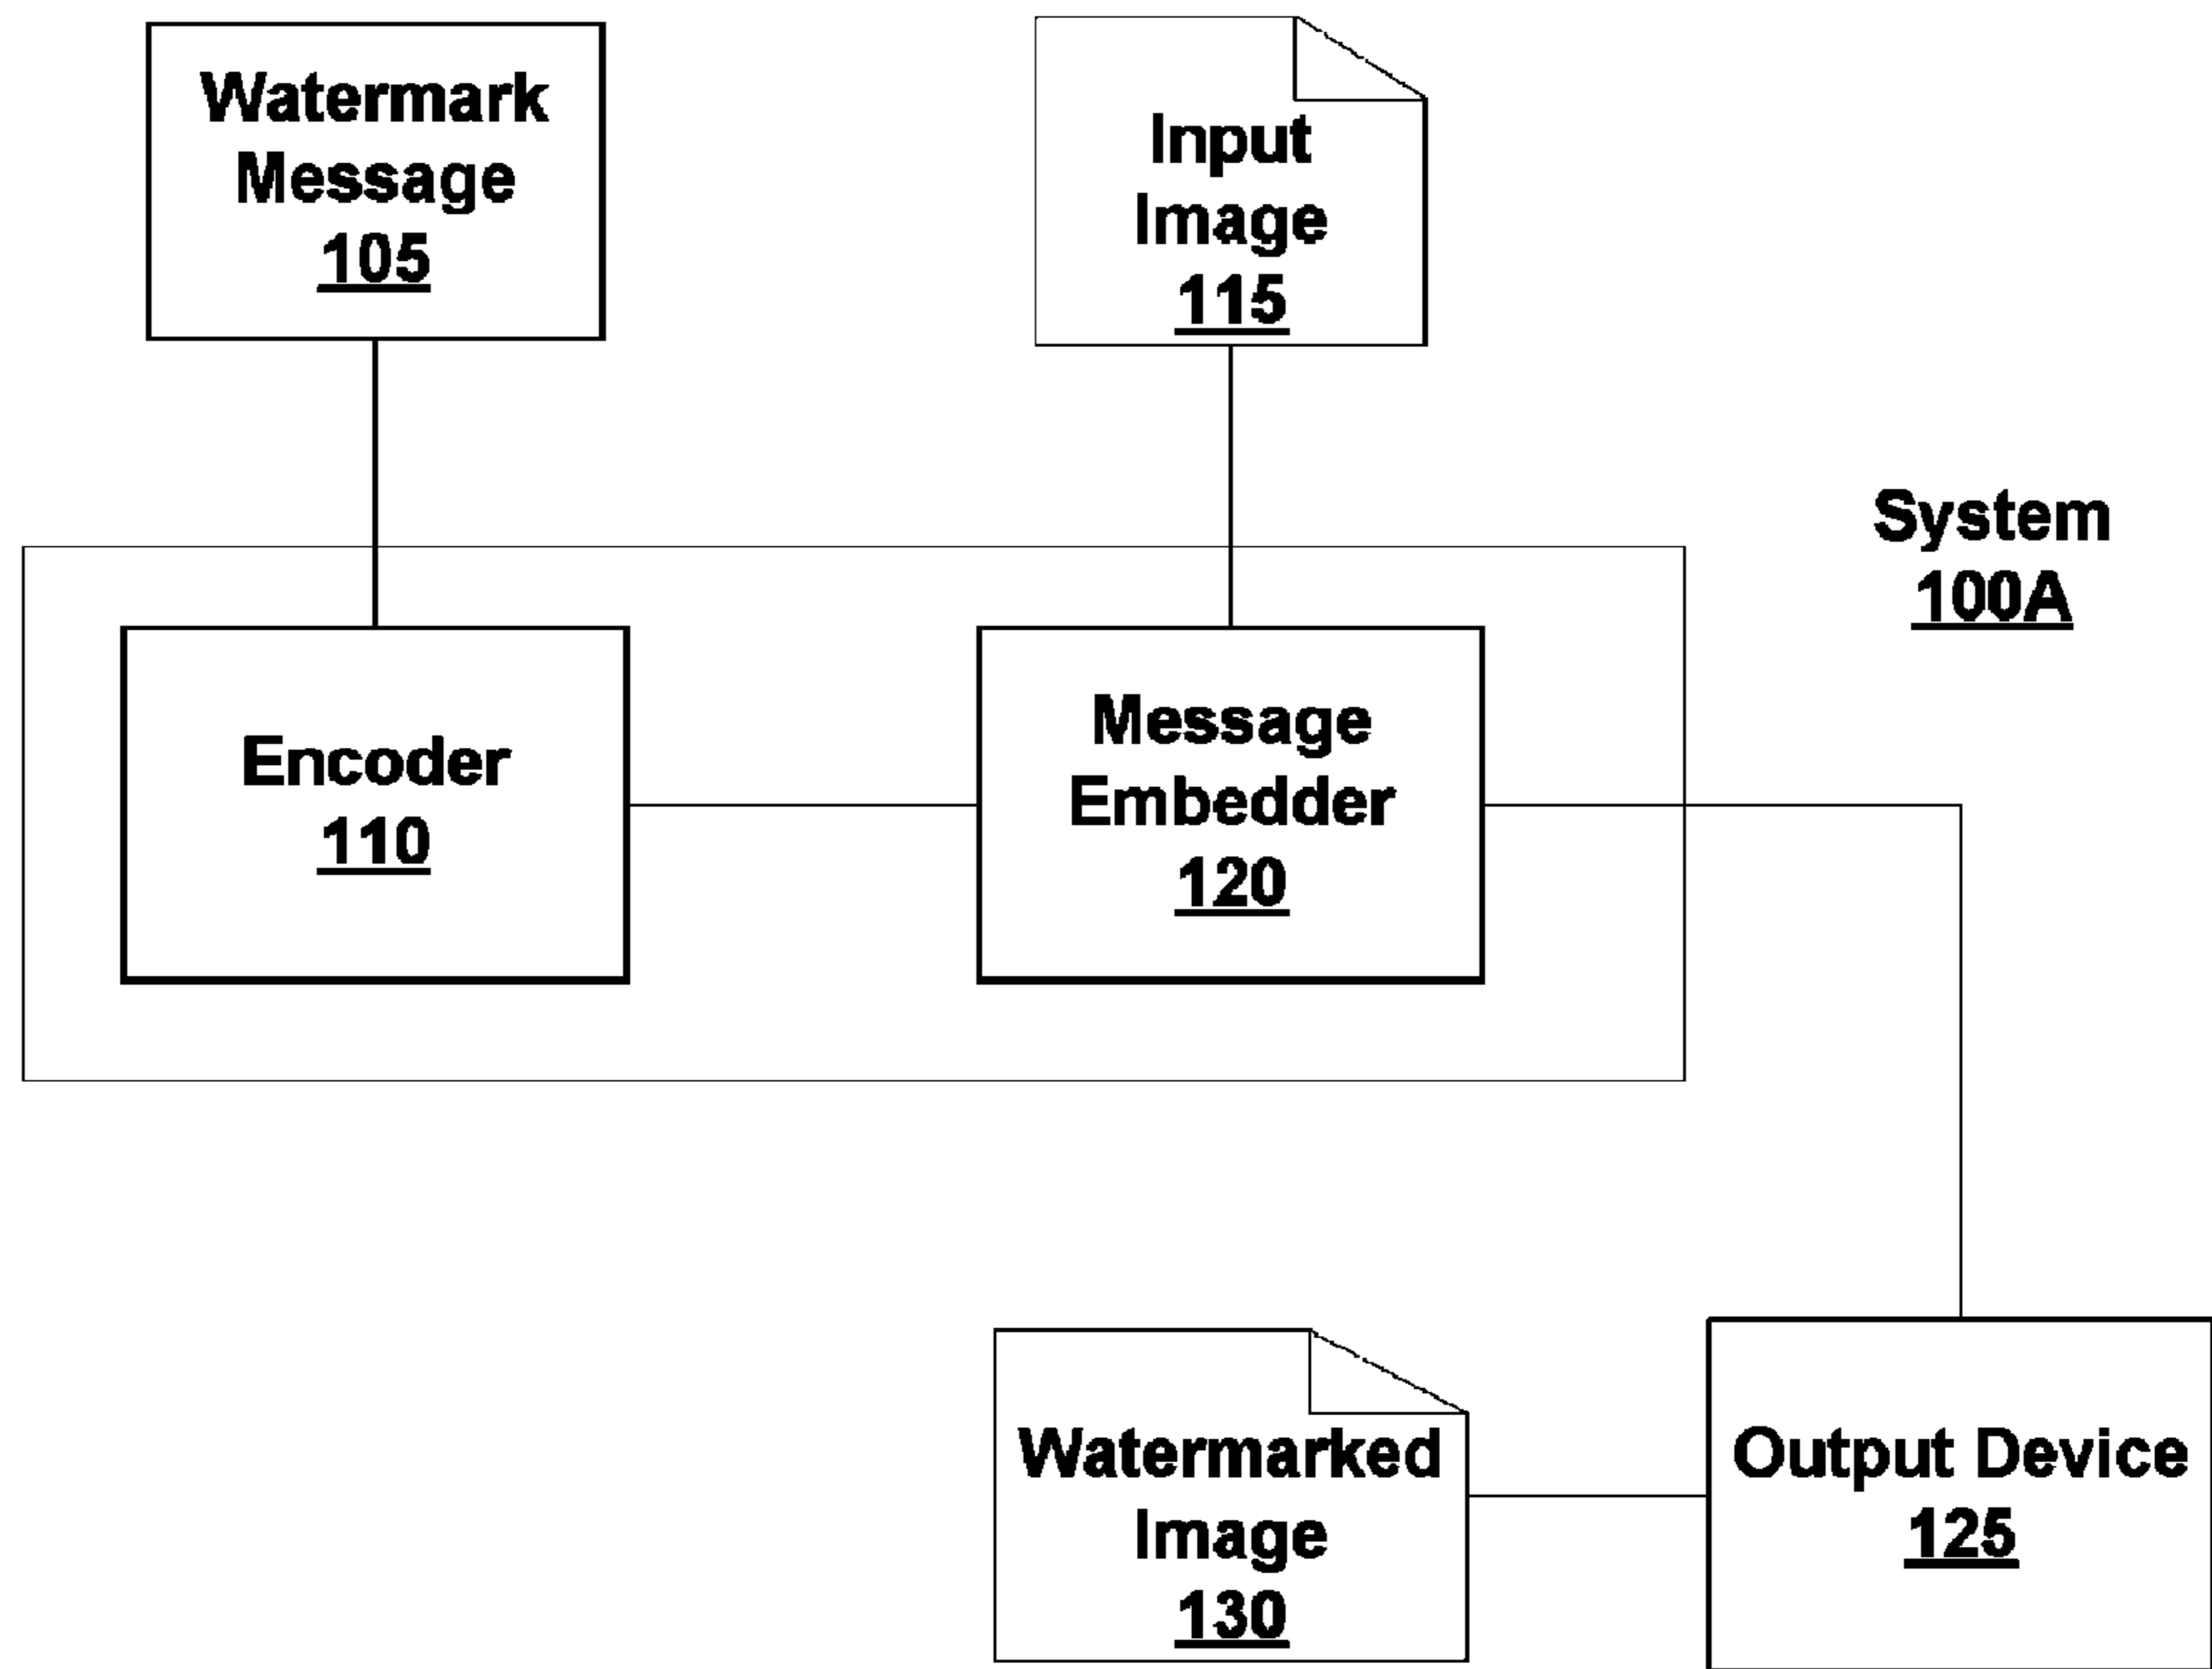 Watermark
Message
105
Input
Image
115
System
100A
Encoder
110
Message
Embedder
120
Watermarked
Image
130
Output Device
125